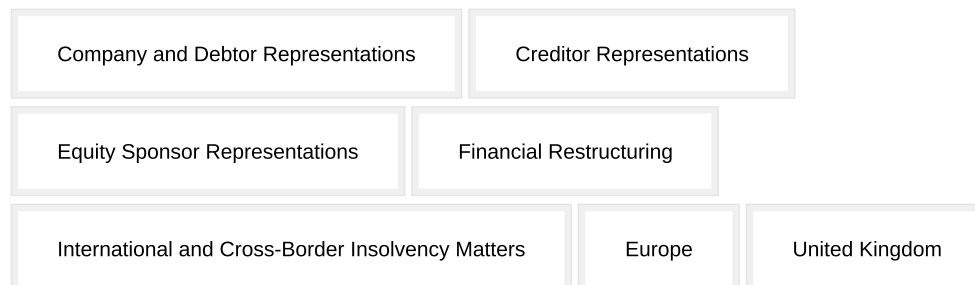 Company and Debtor Representations
Creditor Representations
Equity Sponsor Representations
Financial Restructuring
International and Cross-Border Insolvency Matters
Europe
United Kingdom